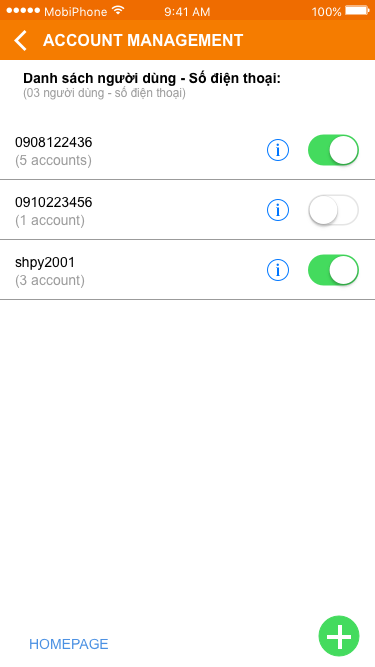 MobiPhone 9:41 AM 100%
ACCOUNT MANAGEMENT
Danh sách người dùng - Số điện thoại:
(03 người dùng - số điện thoại)
0908122436
(5 accounts)
0910223456
(1 account)
shpy2001
(3 account)
HOMEPAGE